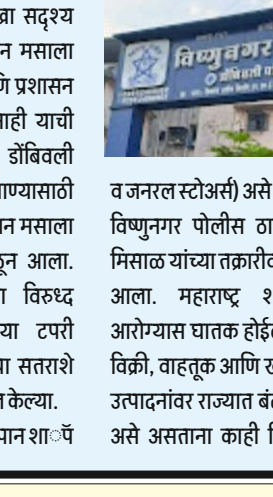 सदृश्य
न मसाला
णि प्रशासन
नाही याची
डोंबिवली
ाण्यासाठी
ान मसाला
ून आला.
विरुध्द
या टपरी
या सतराशे
त केल्या.
पान शाॅप
विष्णुनगर
व जनरल स्टोअर्स) असे
विष्णुनगर पोलीस ठा
मिसाळ यांच्या तक्रारीव
आला. महाराष्ट्र श
आरोग्यास घातक होईल
विक्री, वाहतूक आणि ख
उत्पादनांवर राज्यात बं
असे असताना काही